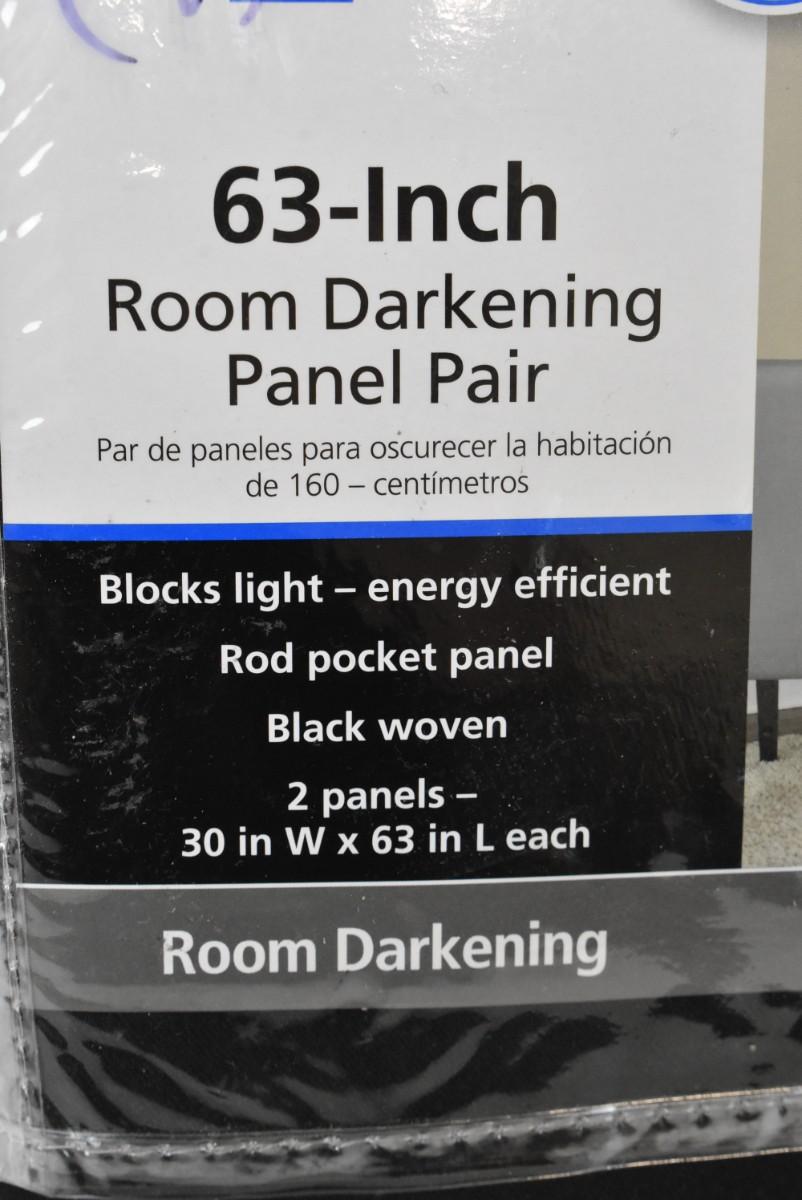 63-Inch
Room Darkening
Panel Pair
Par de paneles para oscurecer la habitación
de 160 – centímetros
Blocks light – energy efficient
Rod pocket panel
Black woven
2 panels –
30 in W x 63 in L each
Room Darkening